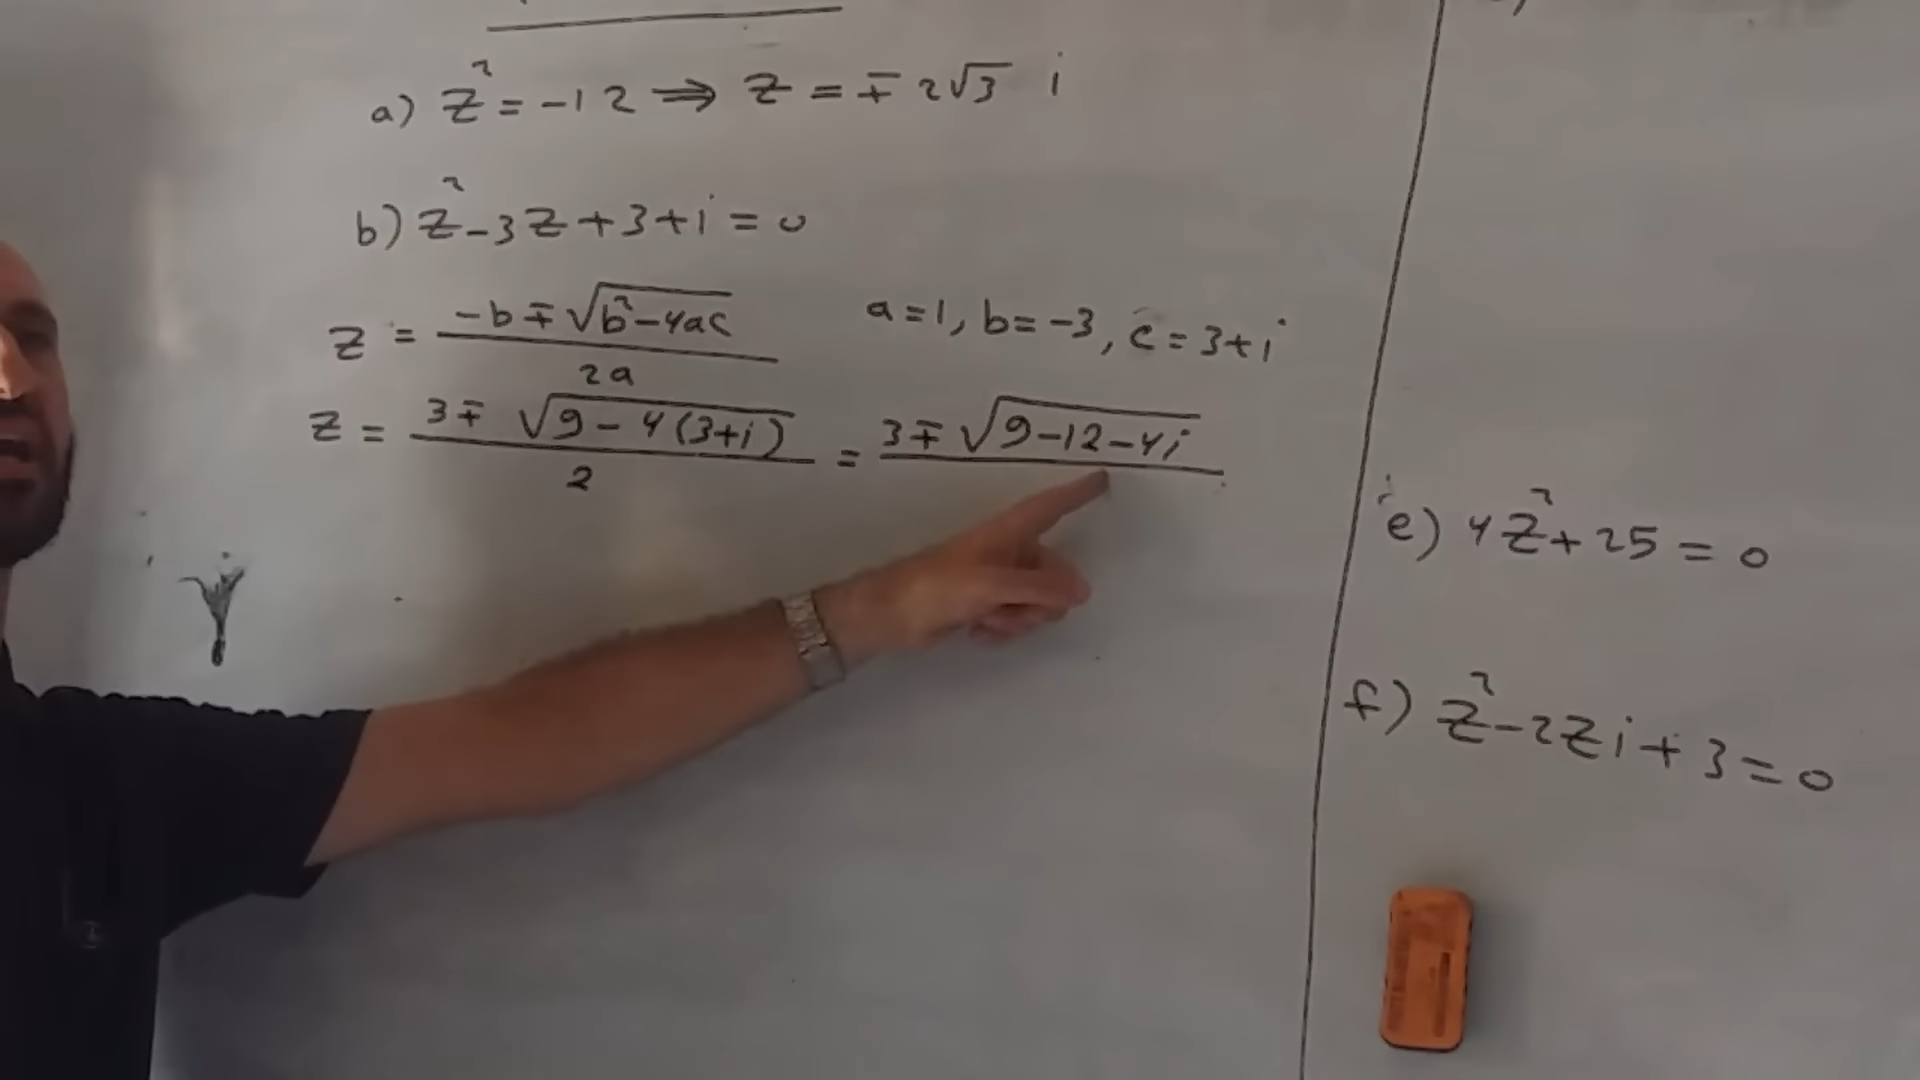 a) z² = -12 ⇒ z = ∓ 2√3 i
b) z² - 3z + 3 + i = 0
z = (-b ∓ √(b² - 4ac)) / 2a    a = 1, b = -3, c = 3 + i
z = (3 ∓ √(9 - 4(3+i))) / 2 = 3 ∓ √(9 - 12 - 4i)
e) 4z² + 25 = 0
f) z² - 2zi + 3 = 0